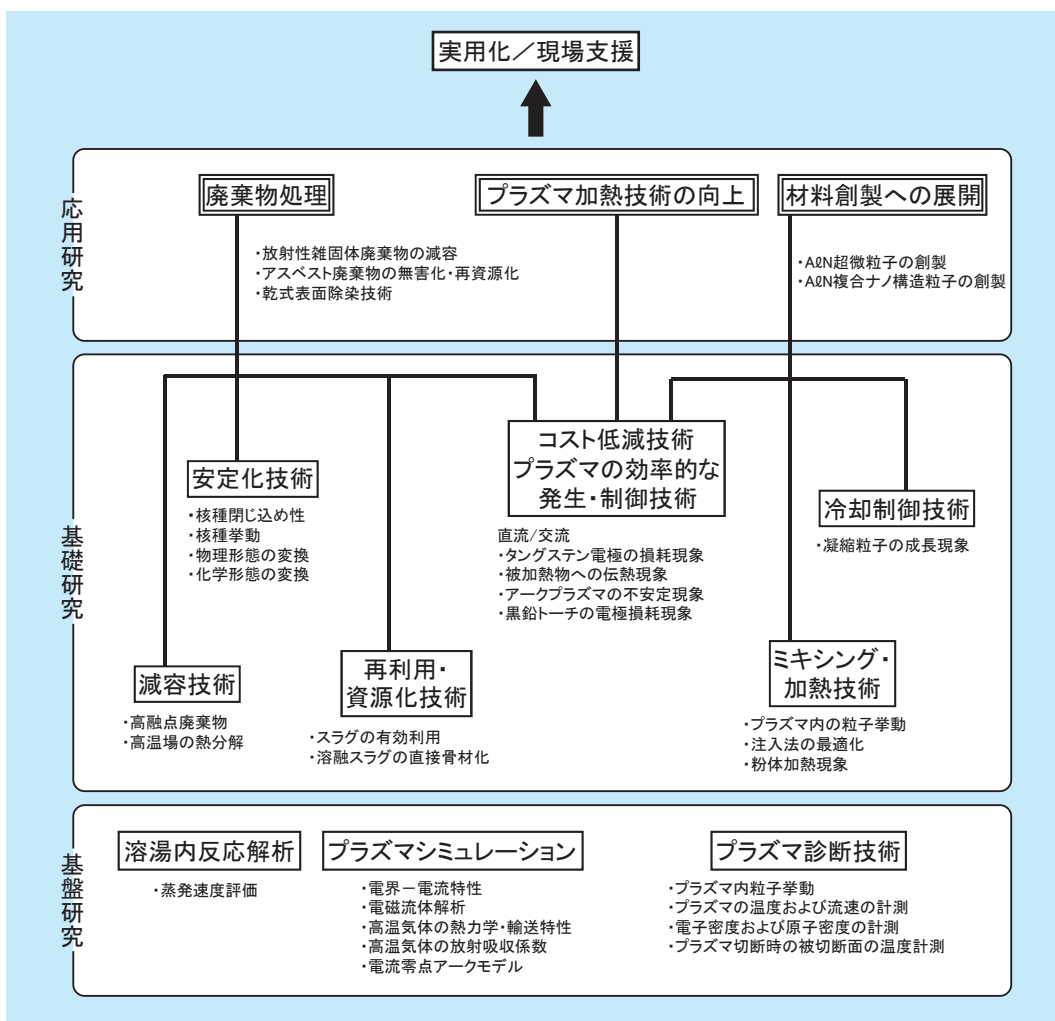 実用化／現場支援
応用研究
廃棄物処理
・放射性雑固体廃棄物の減容
・アスベスト廃棄物の無害化・再資源化
・乾式表面除染技術
プラズマ加熱技術の向上
材料創製への展開
・AℓN超微粒子の創製
・AℓN複合ナノ構造粒子の創製
基礎研究
安定化技術
・核種閉じ込め性
・核種挙動
・物理形態の変換
・化学形態の変換
コスト低減技術
プラズマの効率的な
発生・制御技術
直流/交流
・タングステン電極の損耗現象
・被加熱物への伝熱現象
・アークプラズマの不安定現象
・黒鉛トーチの電極損耗現象
冷却制御技術
・凝縮粒子の成長現象
減容技術
・高融点廃棄物
・高温場の熱分解
再利用・
資源化技術
・スラグの有効利用
・溶融スラグの直接骨材化
ミキシング・
加熱技術
・プラズマ内の粒子挙動
・注入法の最適化
・粉体加熱現象
基盤研究
溶湯内反応解析
・蒸発速度評価
プラズマシミュレーション
・電界－電流特性
・電磁流体解析
・高温気体の熱力学・輸送特性
・高温気体の放射吸収係数
・電流零点アークモデル
プラズマ診断技術
・プラズマ内粒子挙動
・プラズマの温度および流速の計測
・電子密度および原子密度の計測
・プラズマ切断時の被切断面の温度計測